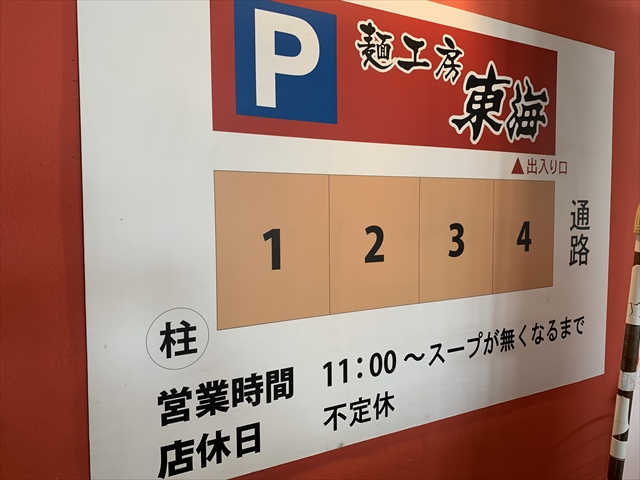 P
麺工房
東海
▲出入り口
1 2 3 4
通路
柱
営業時間 11:00～スープが無くなるまで
店休日 不定休